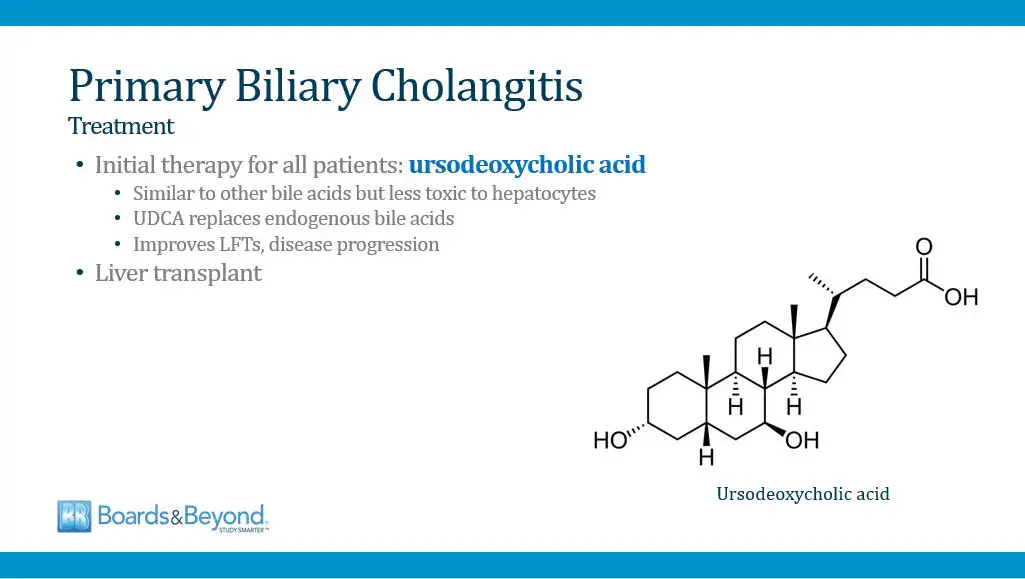 Primary Biliary Cholangitis
Treatment
• Initial therapy for all patients: ursodeoxycholic acid
• Similar to other bile acids but less toxic to hepatocytes
• UDCA replaces endogenous bile acids
• Improves LFTs, disease progression
• Liver transplant
O
OH
H
H
H
HO
OH
H
Ursodeoxycholic acid
BB Boards&Beyond®
STUDY SMARTER™